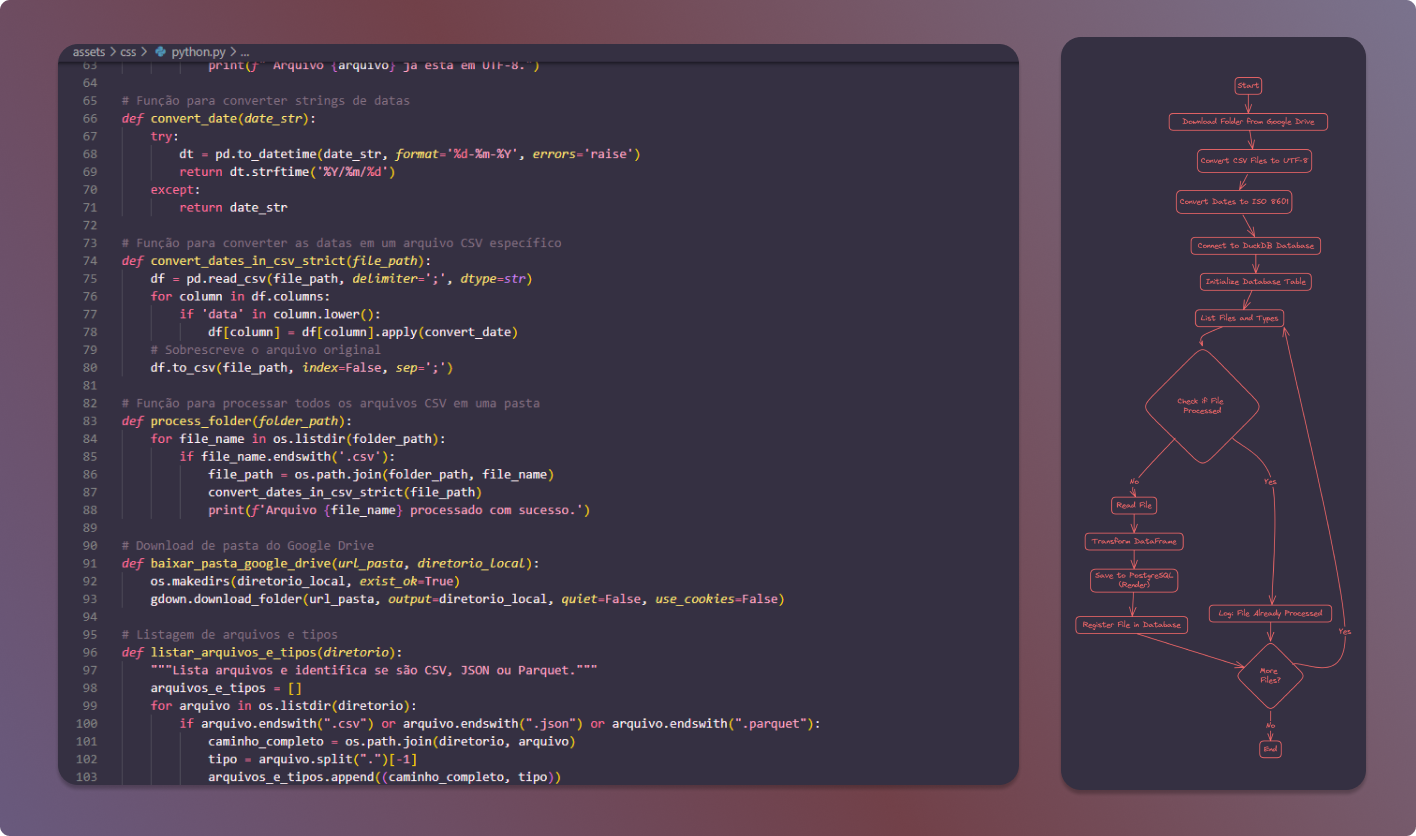 assets > css > python.py > ...
63 print(f" Arquivo {arquivo} já está em UTF-8.")
64
65 # Função para converter strings de datas
66 def convert_date(date_str):
67 try:
68 dt = pd.to_datetime(date_str, format='%d-%m-%Y', errors='raise')
69 return dt.strftime('%Y/%m/%d')
70 except:
71 return date_str
72
73 # Função para converter as datas em um arquivo CSV específico
74 def convert_dates_in_csv_strict(file_path):
75 df = pd.read_csv(file_path, delimiter=';', dtype=str)
76 for column in df.columns:
77 if 'data' in column.lower():
78 df[column] = df[column].apply(convert_date)
79 # Sobrescreve o arquivo original
80 df.to_csv(file_path, index=False, sep=';')
81
82 # Função para processar todos os arquivos CSV em uma pasta
83 def process_folder(folder_path):
84 for file_name in os.listdir(folder_path):
85 if file_name.endswith('.csv'):
86 file_path = os.path.join(folder_path, file_name)
87 convert_dates_in_csv_strict(file_path)
88 print(f'Arquivo {file_name} processado com sucesso.')
89
90 # Download de pasta do Google Drive
91 def baixar_pasta_google_drive(url_pasta, diretorio_local):
92 os.makedirs(diretorio_local, exist_ok=True)
93 gdown.download_folder(url_pasta, output=diretorio_local, quiet=False, use_cookies=False)
94
95 # Listagem de arquivos e tipos
96 def listar_arquivos_e_tipos(diretorio):
97 """Lista arquivos e identifica se são CSV, JSON ou Parquet."""
98 arquivos_e_tipos = []
99 for arquivo in os.listdir(diretorio):
100 if arquivo.endswith(".csv") or arquivo.endswith(".json") or arquivo.endswith(".parquet"):
101 caminho_completo = os.path.join(diretorio, arquivo)
102 tipo = arquivo.split(".")[-1]
103 arquivos_e_tipos.append((caminho_completo, tipo))
Start
Download Folder from Google Drive
Convert CSV Files to UTF-8
Convert Dates to ISO 8601
Connect to DuckDB Database
Initialize Database Table
List Files and Types
Check if File
Processed
No
Yes
Read File
Transform DataFrame
Save to PostgreSQL
(Render)
Log: File Already Processed
Register File in Database
Yes
More
Files?
No
End